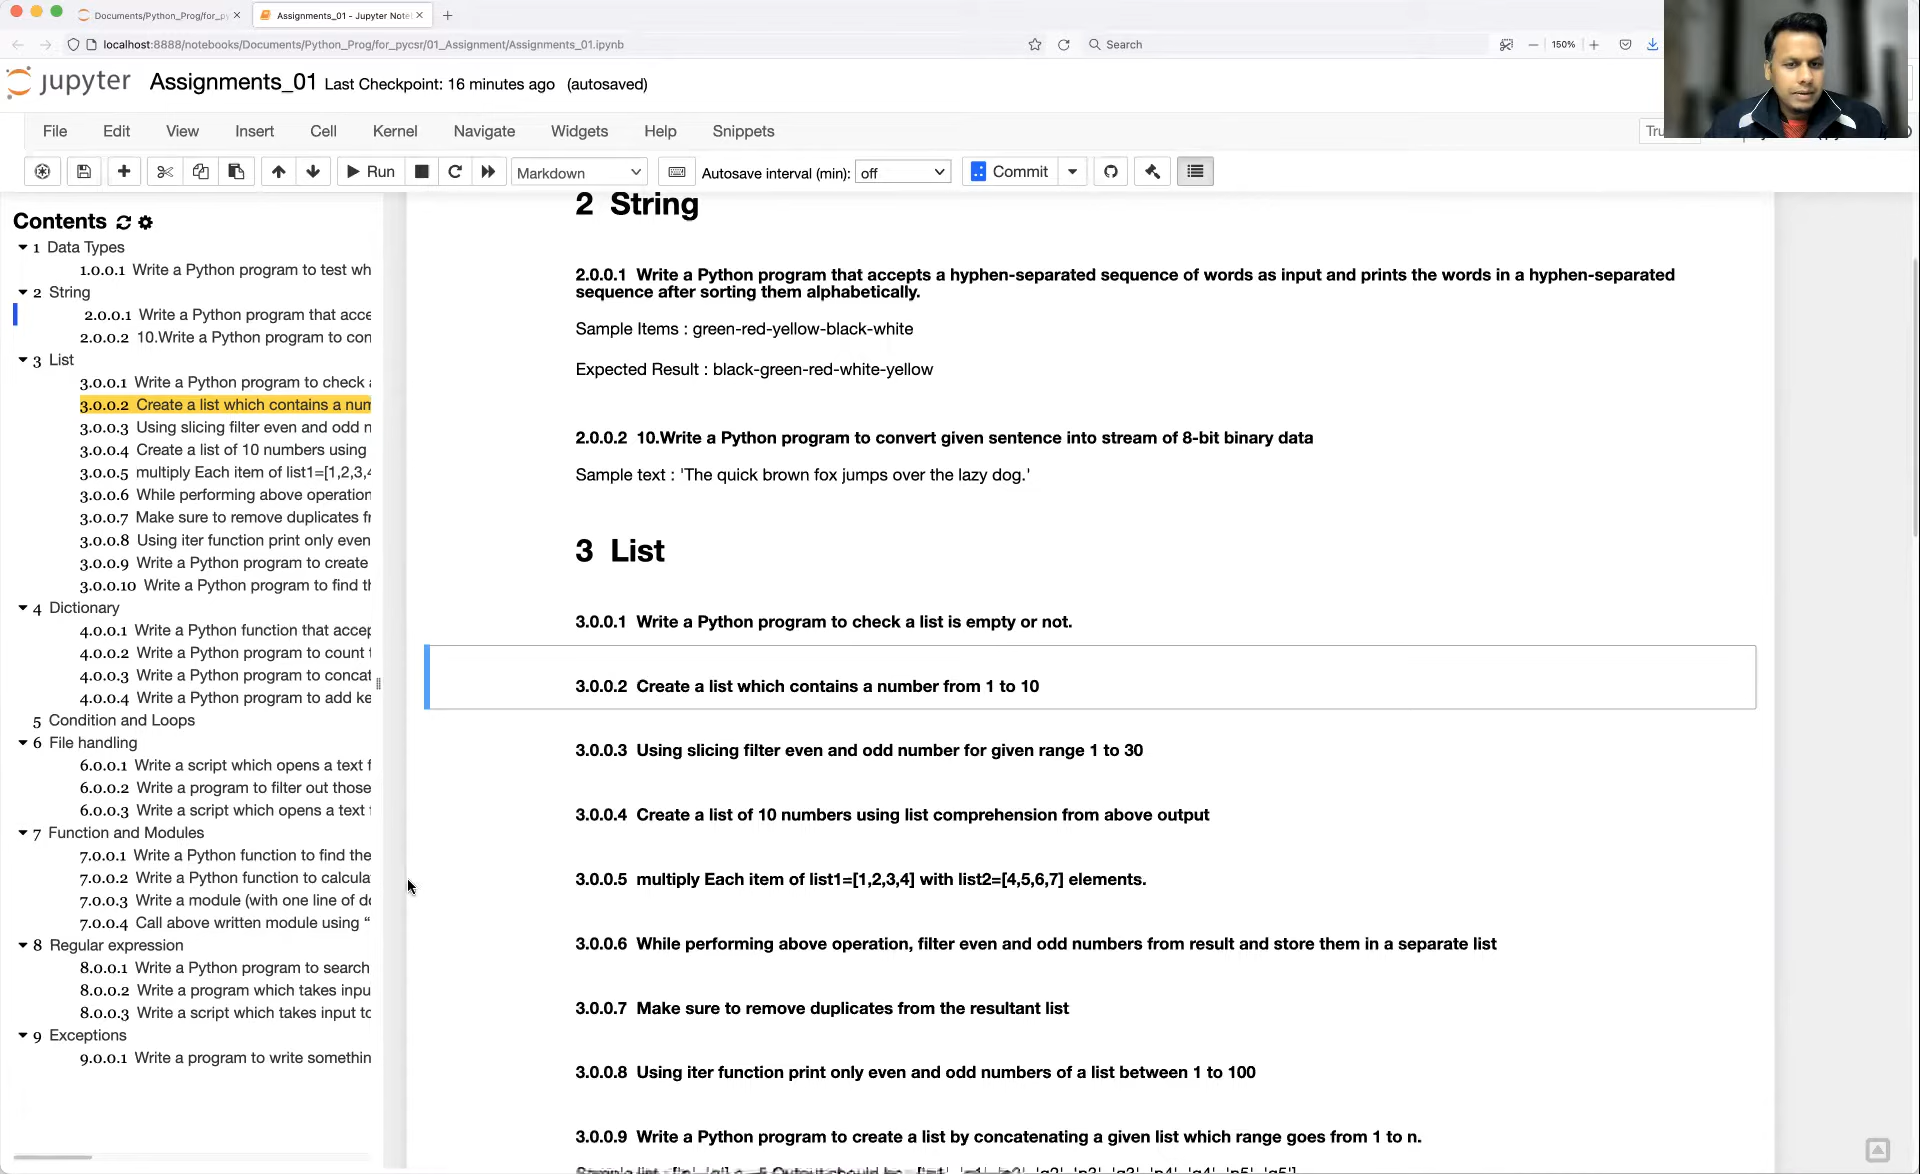 Documents/Python_Prog/for_py
Assignments_01 - Jupyter Note
localhost:8888/notebooks/Documents/Python_Prog/for_pycsr/01_Assignment/Assignments_01.ipynb
Search
150%
jupyter Assignments_01 Last Checkpoint: 16 minutes ago (autosaved)
File Edit View Insert Cell Kernel Navigate Widgets Help Snippets
Run Markdown Autosave interval (min): off Commit
Contents
1 Data Types
1.0.0.1 Write a Python program to test wh
2 String
2.0.0.1 Write a Python program that acce
2.0.0.2 10.Write a Python program to con
3 List
3.0.0.1 Write a Python program to check
3.0.0.2 Create a list which contains a num
3.0.0.3 Using slicing filter even and odd n
3.0.0.4 Create a list of 10 numbers using
3.0.0.5 multiply Each item of list1=[1,2,3,4
3.0.0.6 While performing above operation
3.0.0.7 Make sure to remove duplicates fr
3.0.0.8 Using iter function print only even
3.0.0.9 Write a Python program to create
3.0.0.10 Write a Python program to find th
4 Dictionary
4.0.0.1 Write a Python function that accep
4.0.0.2 Write a Python program to count t
4.0.0.3 Write a Python program to concat
4.0.0.4 Write a Python program to add ke
5 Condition and Loops
6 File handling
6.0.0.1 Write a script which opens a text f
6.0.0.2 Write a program to filter out those
6.0.0.3 Write a script which opens a text
7 Function and Modules
7.0.0.1 Write a Python function to find the
7.0.0.2 Write a Python function to calcula
7.0.0.3 Write a module (with one line of do
7.0.0.4 Call above written module using “
8 Regular expression
8.0.0.1 Write a Python program to search
8.0.0.2 Write a program which takes inpu
8.0.0.3 Write a script which takes input to
9 Exceptions
9.0.0.1 Write a program to write somethin
2 String
2.0.0.1 Write a Python program that accepts a hyphen-separated sequence of words as input and prints the words in a hyphen-separated
sequence after sorting them alphabetically.
Sample Items : green-red-yellow-black-white
Expected Result : black-green-red-white-yellow
2.0.0.2 10.Write a Python program to convert given sentence into stream of 8-bit binary data
Sample text : 'The quick brown fox jumps over the lazy dog.'
3 List
3.0.0.1 Write a Python program to check a list is empty or not.
3.0.0.2 Create a list which contains a number from 1 to 10
3.0.0.3 Using slicing filter even and odd number for given range 1 to 30
3.0.0.4 Create a list of 10 numbers using list comprehension from above output
3.0.0.5 multiply Each item of list1=[1,2,3,4] with list2=[4,5,6,7] elements.
3.0.0.6 While performing above operation, filter even and odd numbers from result and store them in a separate list
3.0.0.7 Make sure to remove duplicates from the resultant list
3.0.0.8 Using iter function print only even and odd numbers of a list between 1 to 100
3.0.0.9 Write a Python program to create a list by concatenating a given list which range goes from 1 to n.